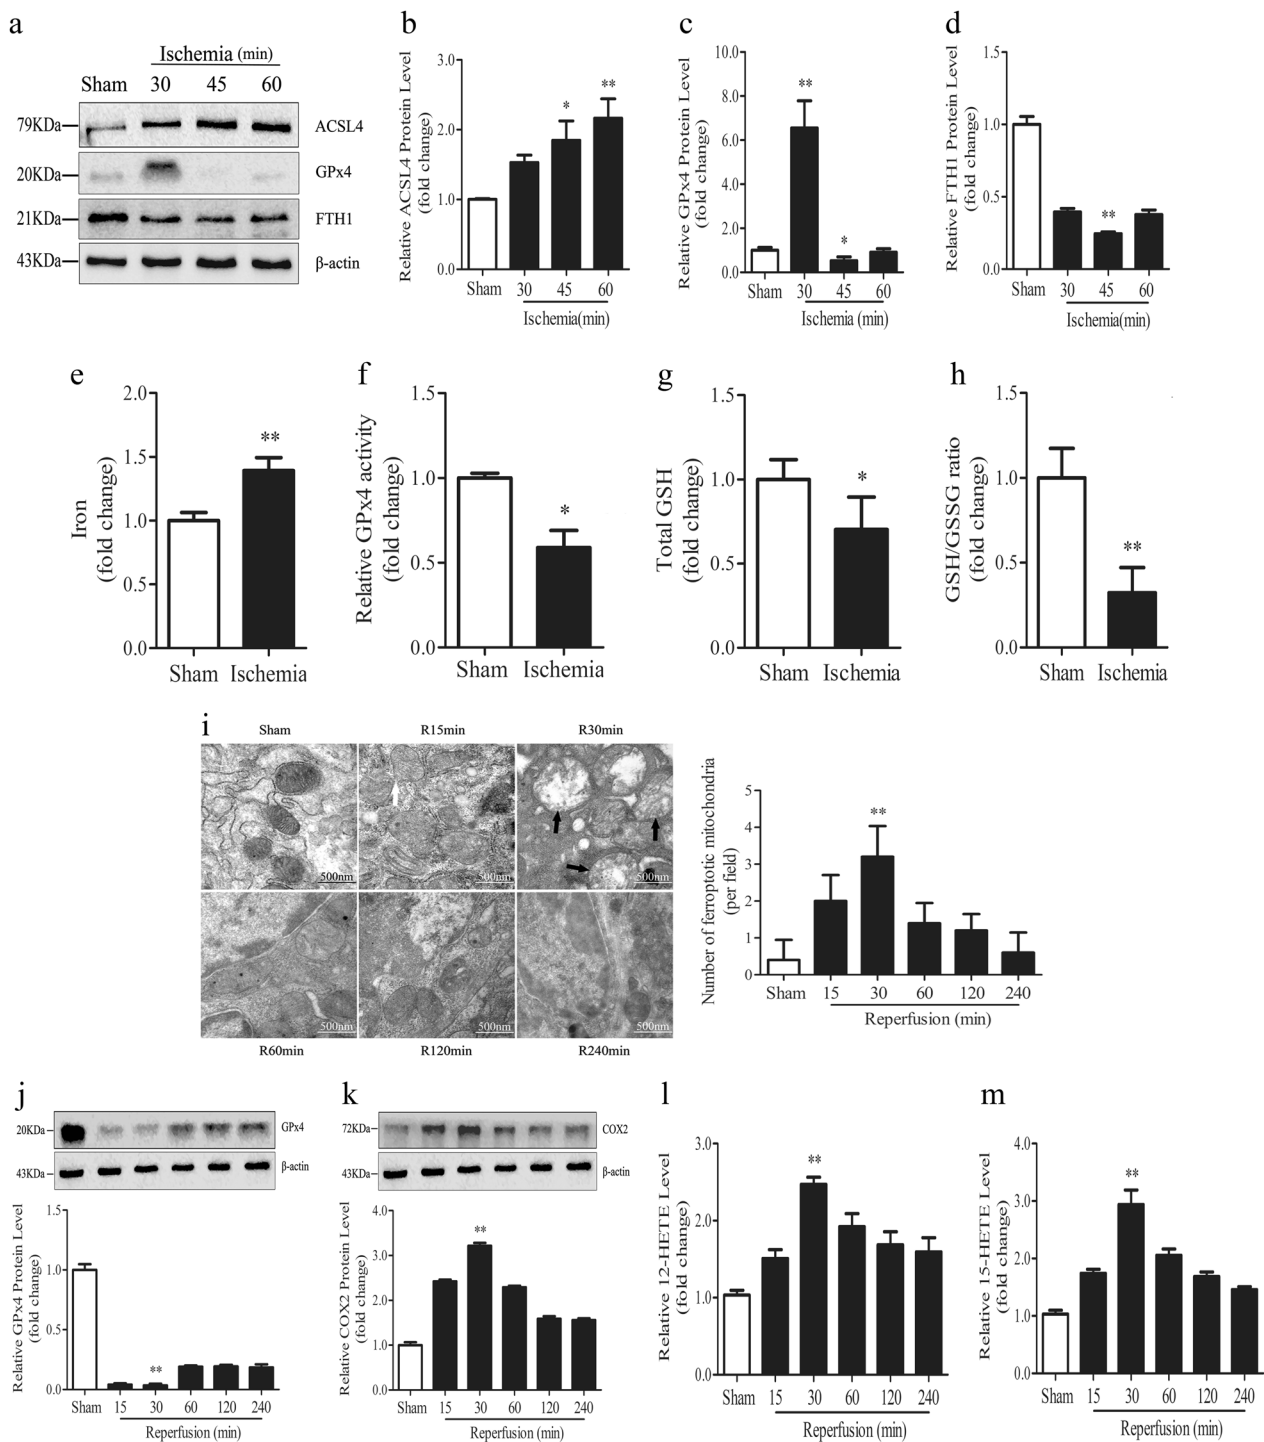 a
Ischemia (min)
Sham 30 45 60
79KDa ACSL4
20KDa GPx4
21KDa FTH1
43KDa β-actin
b
Relative ACSL4 Protein Level
(fold change)
3.0
2.0
1.0
0.0
*
**
Sham 30 45 60
Ischemia(min)
c
Relative GPx4 Protein Level
(fold change)
10.0
8.0
6.0
4.0
2.0
0.0
**
*
Sham 30 45 60
Ischemia (min)
d
Relative FTH1 Protein Level
(fold change)
1.5
1.0
0.5
0.0
**
Sham 30 45 60
Ischemia(min)
e
Iron
(fold change)
2.0
1.5
1.0
0.5
0.0
**
Sham Ischemia
f
Relative GPx4 activity
(fold change)
1.5
1.0
0.5
0.0
*
Sham Ischemia
g
Total GSH
(fold change)
1.5
1.0
0.5
0.0
*
Sham Ischemia
h
GSH/GSSG ratio
(fold change)
1.5
1.0
0.5
0.0
**
Sham Ischemia
i
Sham R15min R30min
500nm 500nm 500nm
500nm 500nm 500nm
R60min R120min R240min
Number of ferroptotic mitochondria
(per field)
5
4
3
2
1
0
**
Sham 15 30 60 120 240
Reperfusion (min)
j
20KDa GPx4
43KDa β-actin
Relative GPx4 Protein Level
(fold change)
1.5
1.0
0.5
0.0
**
Sham 15 30 60 120 240
Reperfusion (min)
k
72KDa COX2
43KDa β-actin
Relative COX2 Protein Level
(fold change)
4.0
3.0
2.0
1.0
0.0
**
Sham 15 30 60 120 240
Reperfusion (min)
l
Relative 12-HETE Level
(fold change)
3.0
2.0
1.0
0.0
**
Sham 15 30 60 120 240
Reperfusion (min)
m
Relative 15-HETE Level
(fold change)
4.0
3.0
2.0
1.0
0.0
**
Sham 15 30 60 120 240
Reperfusion (min)